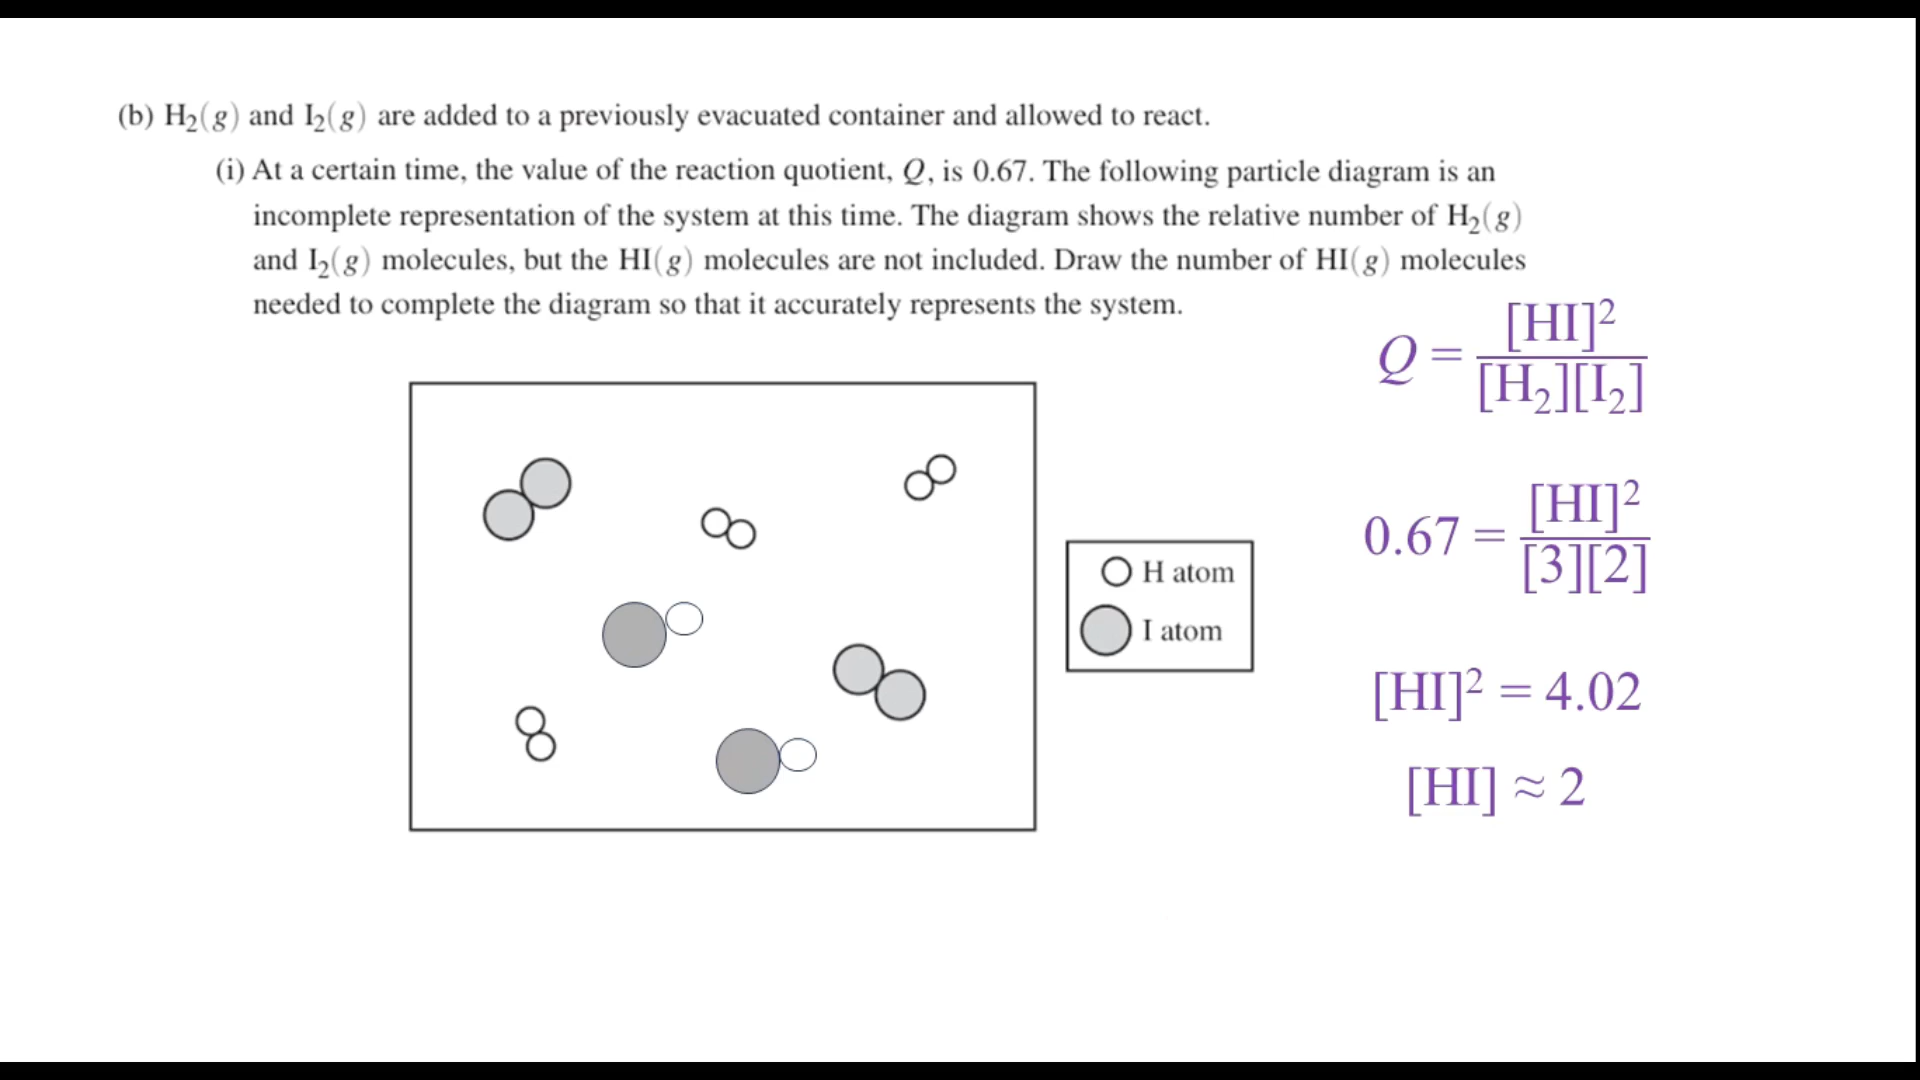 (b) H₂(g) and I₂(g) are added to a previously evacuated container and allowed to react.
(i) At a certain time, the value of the reaction quotient, Q, is 0.67. The following particle diagram is an
incomplete representation of the system at this time. The diagram shows the relative number of H₂(g)
and I₂(g) molecules, but the HI(g) molecules are not included. Draw the number of HI(g) molecules
needed to complete the diagram so that it accurately represents the system.
Q = [HI]² / [H₂][I₂]
0.67 = [HI]² / [3][2]
H atom
I atom
[HI]² = 4.02
[HI] ≈ 2